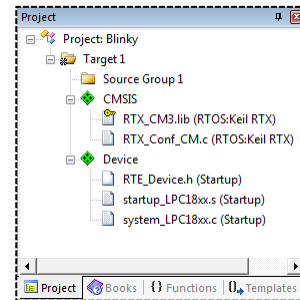 Project
Project: Blinky
Target 1
Source Group 1
CMSIS
RTX_CM3.lib (RTOS:Keil RTX)
RTX_Conf_CM.c (RTOS:Keil RTX)
Device
RTE_Device.h (Startup)
startup_LPC18xx.s (Startup)
system_LPC18xx.c (Startup)
Project Books {} Functions 0 Templates